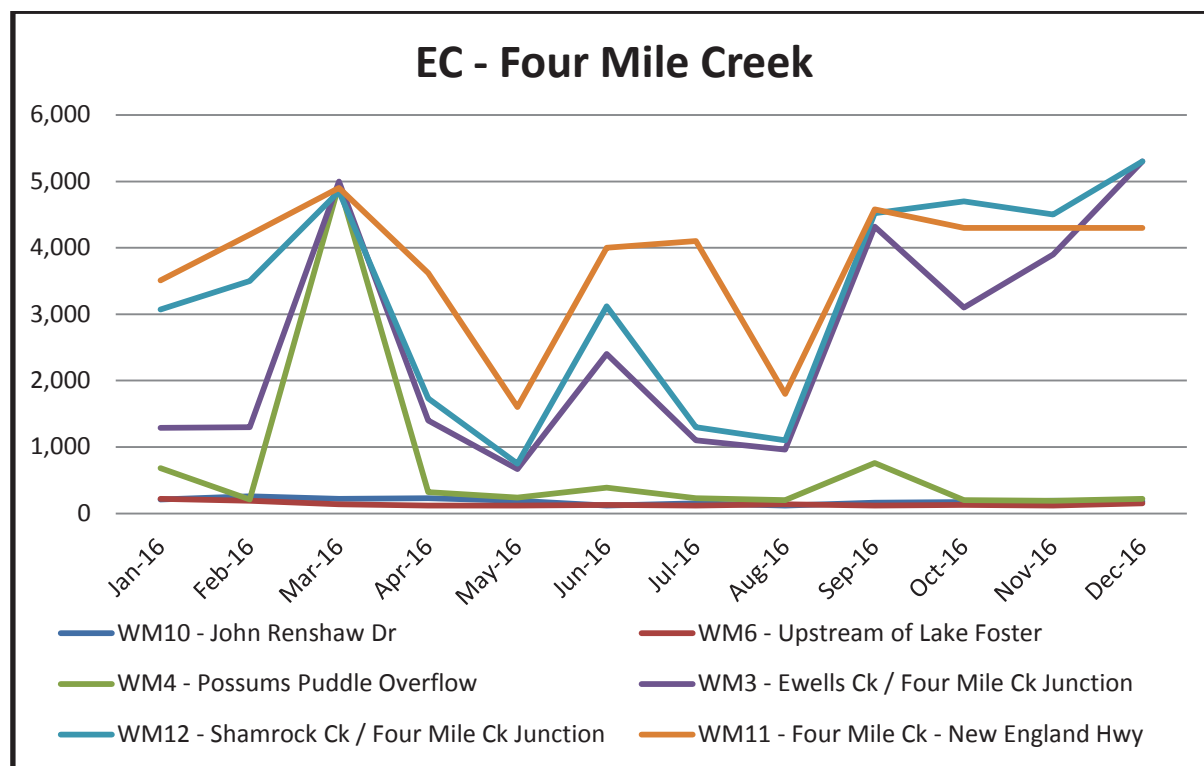 EC - Four Mile Creek
6,000
5,000
4,000
3,000
2,000
1,000
0
Jan-16
Feb-16
Mar-16
Apr-16
May-16
Jun-16
Jul-16
Aug-16
Sep-16
Oct-16
Nov-16
Dec-16
WM10 - John Renshaw Dr
WM6 - Upstream of Lake Foster
WM4 - Possums Puddle Overflow
WM3 - Ewells Ck / Four Mile Ck Junction
WM12 - Shamrock Ck / Four Mile Ck Junction
WM11 - Four Mile Ck - New England Hwy